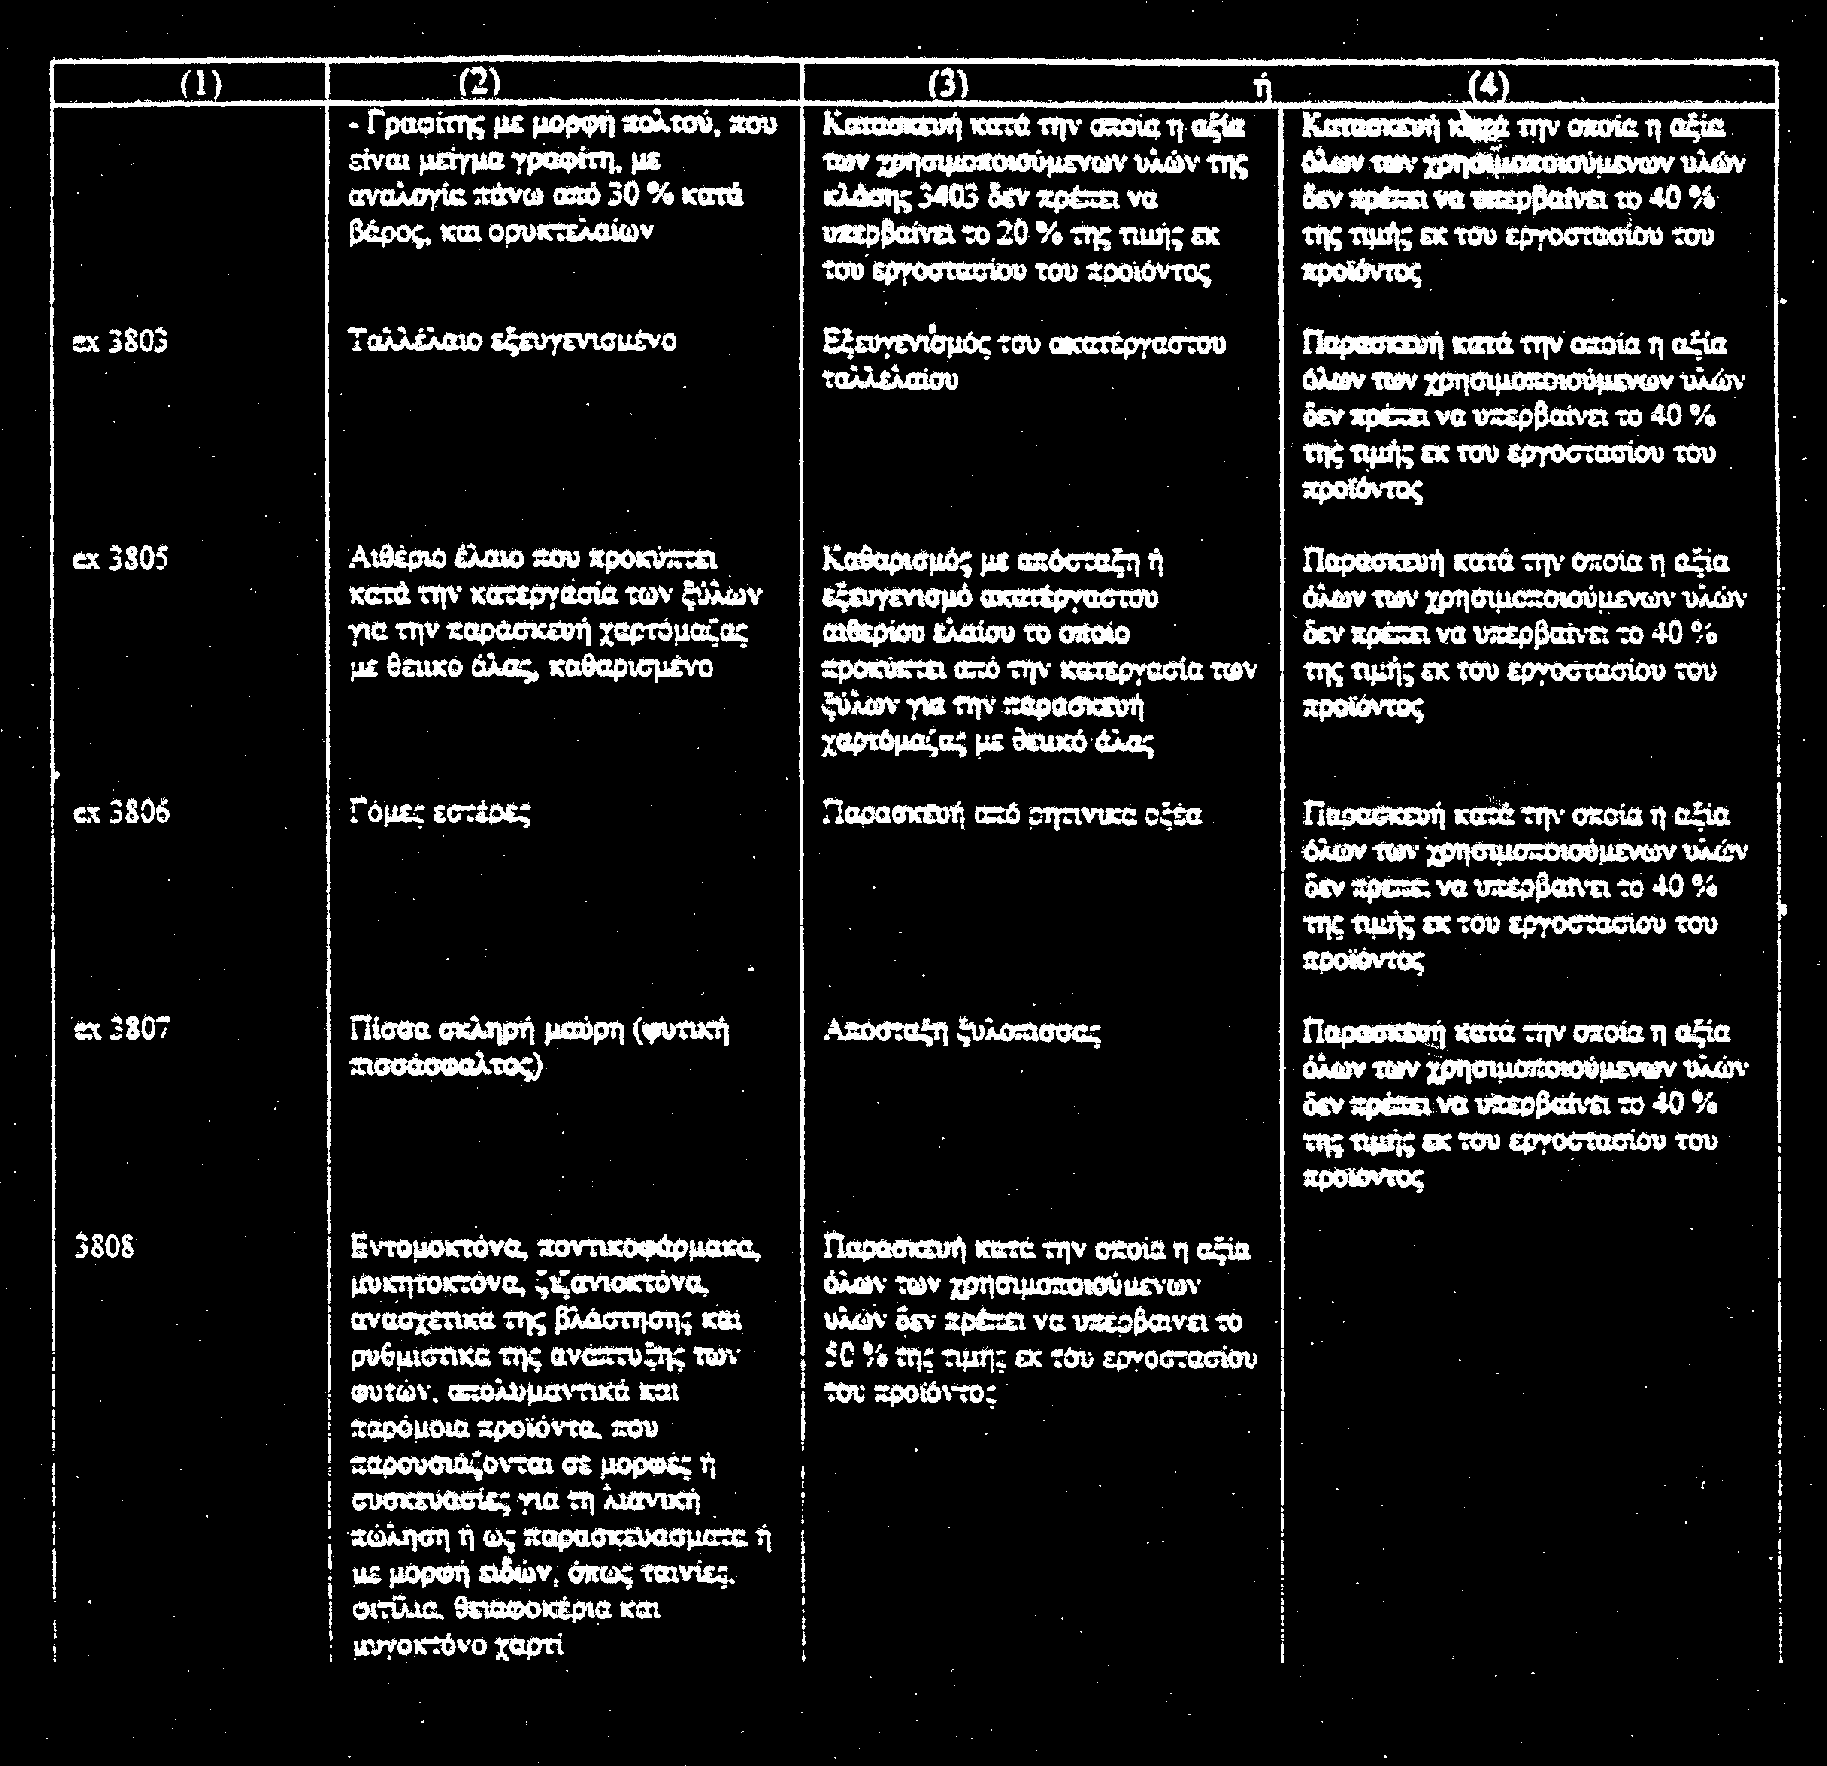 (1) (2) (3) ή (4)
- Γραφίτης με μορφή πολτού, που
είναι μείγμα γραφίτη, με
αναλογία πάνω από 30 % κατά
βάρος, και ορυκτελαίων
Κατασκευή κατά την οποία η αξία
των χρησιμοποιούμενων υλών της
κλάσης 3403 δεν πρέπει να
υπερβαίνει το 20 % της τιμής εκ
του εργοστασίου του προϊόντος
Κατασκευή κατά την οποία η αξία
όλων των χρησιμοποιούμενων υλών
δεν πρέπει να υπερβαίνει το 40 %
της τιμής εκ του εργοστασίου του
προϊόντος
ex 3803
Ταλλέλαιο εξευγενισμένο
Εξευγενισμός του ακατέργαστου
ταλλελαίου
Παρασκευή κατά την οποία η αξία
όλων των χρησιμοποιούμενων υλών
δεν πρέπει να υπερβαίνει το 40 %
της τιμής εκ του εργοστασίου του
προϊόντος
ex 3805
Αιθέριο έλαιο που προκύπτει
κατά την κατεργασία των ξύλων
για την παρασκευή χαρτόμαζας
με θειικό άλας, καθαρισμένο
Καθαρισμός με απόσταξη ή
εξευγενισμό ακατέργαστου
αιθερίου ελαίου το οποίο
προκύπτει από την κατεργασία των
ξύλων για την παρασκευή
χαρτόμαζας με θειικό άλας
Παρασκευή κατά την οποία η αξία
όλων των χρησιμοποιούμενων υλών
δεν πρέπει να υπερβαίνει το 40 %
της τιμής εκ του εργοστασίου του
προϊόντος
ex 3806
Γόμες εστέρες
Παρασκευή από ρητινικά οξέα
Παρασκευή κατά την οποία η αξία
όλων των χρησιμοποιούμενων υλών
δεν πρέπει να υπερβαίνει το 40 %
της τιμής εκ του εργοστασίου του
προϊόντος
ex 3807
Πίσσα σκληρή μαύρη (φυτική
πισσάσφαλτος)
Απόσταξη ξυλόπισσας
Παρασκευή κατά την οποία η αξία
όλων των χρησιμοποιούμενων υλών
δεν πρέπει να υπερβαίνει το 40 %
της τιμής εκ του εργοστασίου του
προϊόντος
3808
Εντομοκτόνα, ποντικοφάρμακα,
μυκητοκτόνα, ζιζανιοκτόνα,
ανασχετικά της βλάστησης και
ρυθμιστικά της ανάπτυξης των
φυτών, απολυμαντικά και
παρόμοια προϊόντα, που
παρουσιάζονται σε μορφές ή
συσκευασίες για τη λιανική
πώληση ή ως παρασκευάσματα ή
με μορφή ειδών, όπως ταινίες,
φιτίλια, θειαφοκέρια και
μυγοκτόνο χαρτί
Παρασκευή κατά την οποία η αξία
όλων των χρησιμοποιούμενων
υλών δεν πρέπει να υπερβαίνει το
50 % της τιμής εκ του εργοστασίου
του προϊόντος